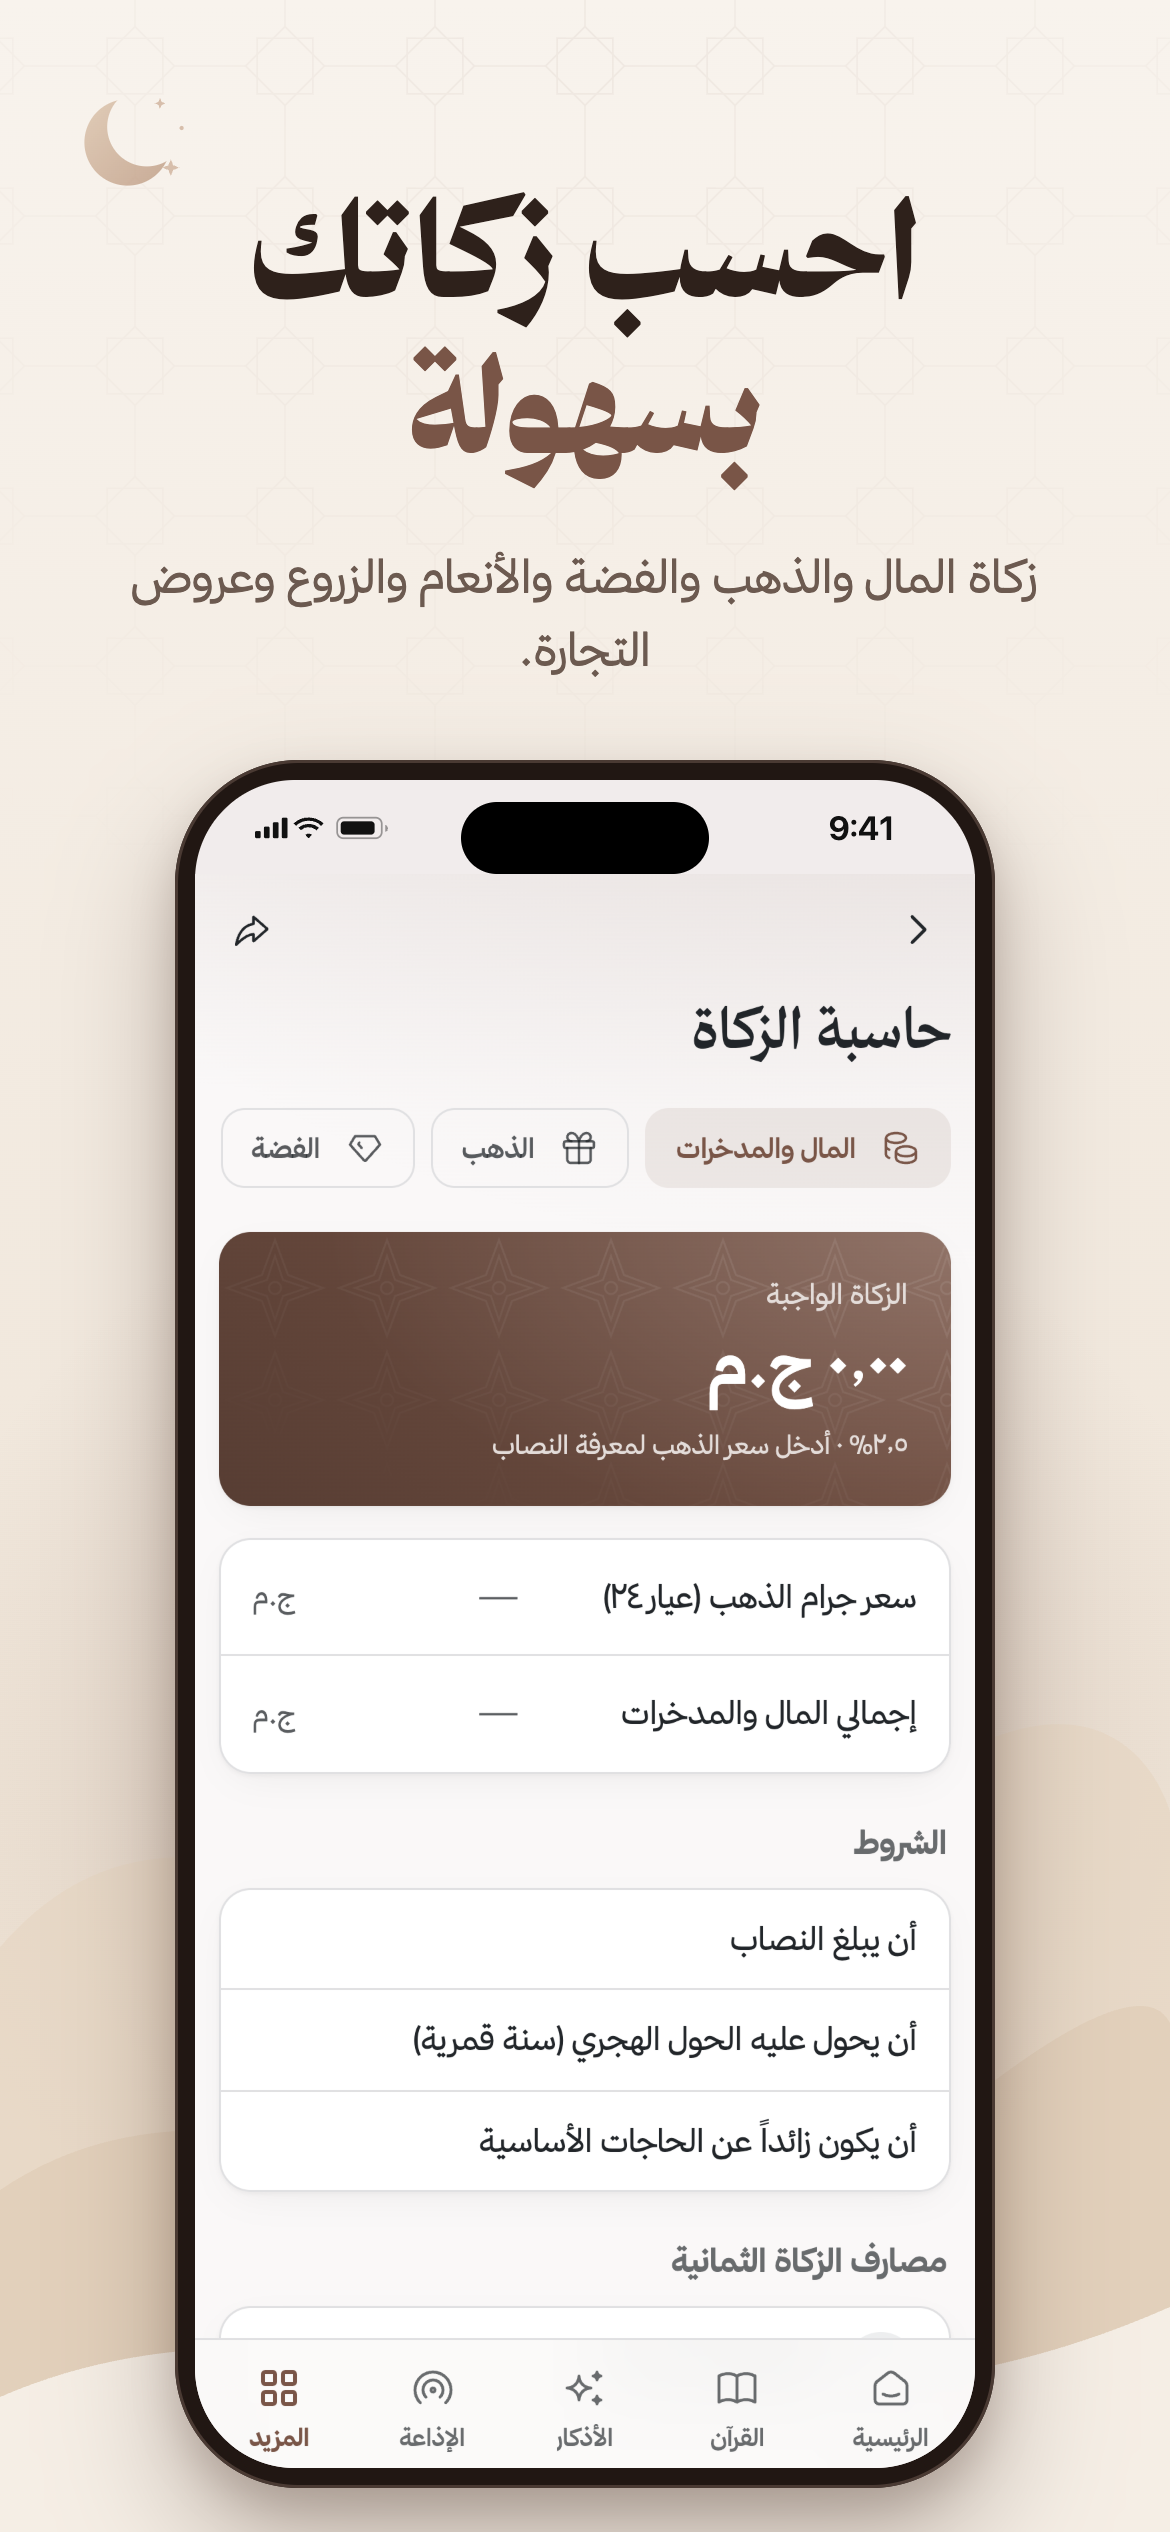 احسب زكاتك
بسهولة
زكاة المال والذهب والفضة والأنعام والزروع وعروض
التجارة.
9:41
حاسبة الزكاة
المال والمدخرات
الذهب
الفضة
الزكاة الواجبة
٠٫٠٠ ج.م
٢٫٥% · أدخل سعر الذهب لمعرفة النصاب
سعر جرام الذهب (عيار ٢٤) — ج.م
إجمالي المال والمدخرات — ج.م
الشروط
أن يبلغ النصاب
أن يحول عليه الحول الهجري (سنة قمرية)
أن يكون زائداً عن الحاجات الأساسية
مصارف الزكاة الثمانية
الرئيسية
القرآن
الأذكار
الإذاعة
المزيد